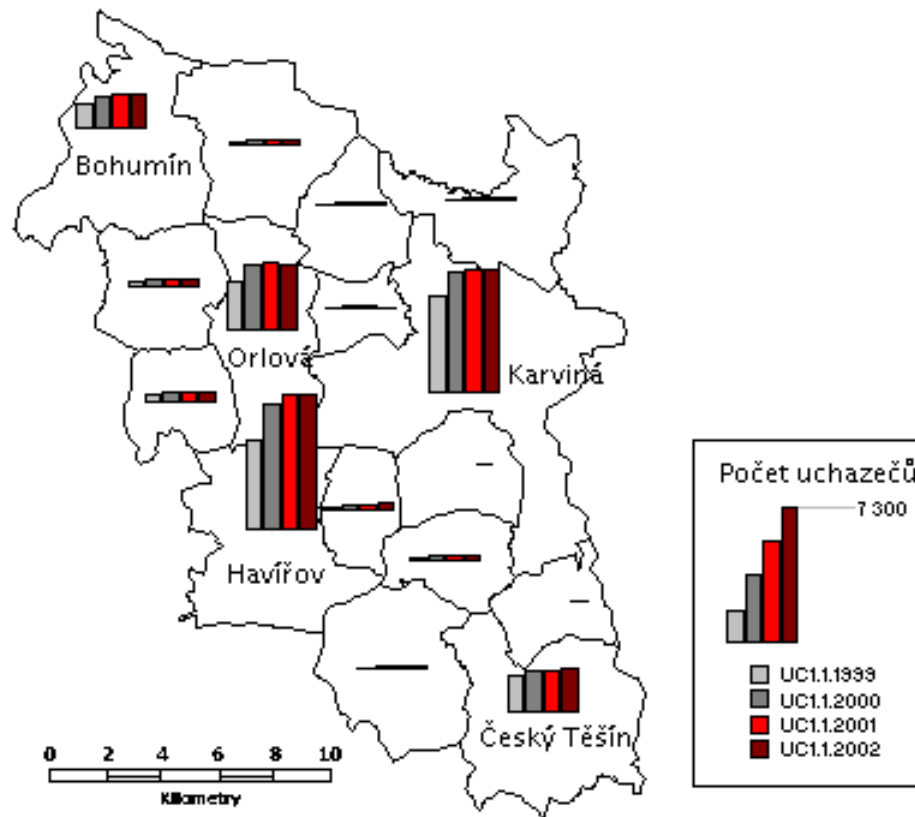 Bohumín
Orlová
Karviná
Počet uchazečů
7 300
Havířov
UC1.1.1999
UC1.1.2000
UC1.1.2001
UC1.1.2002
Český Těšín
0 2 4 6 8 10
Kilometry